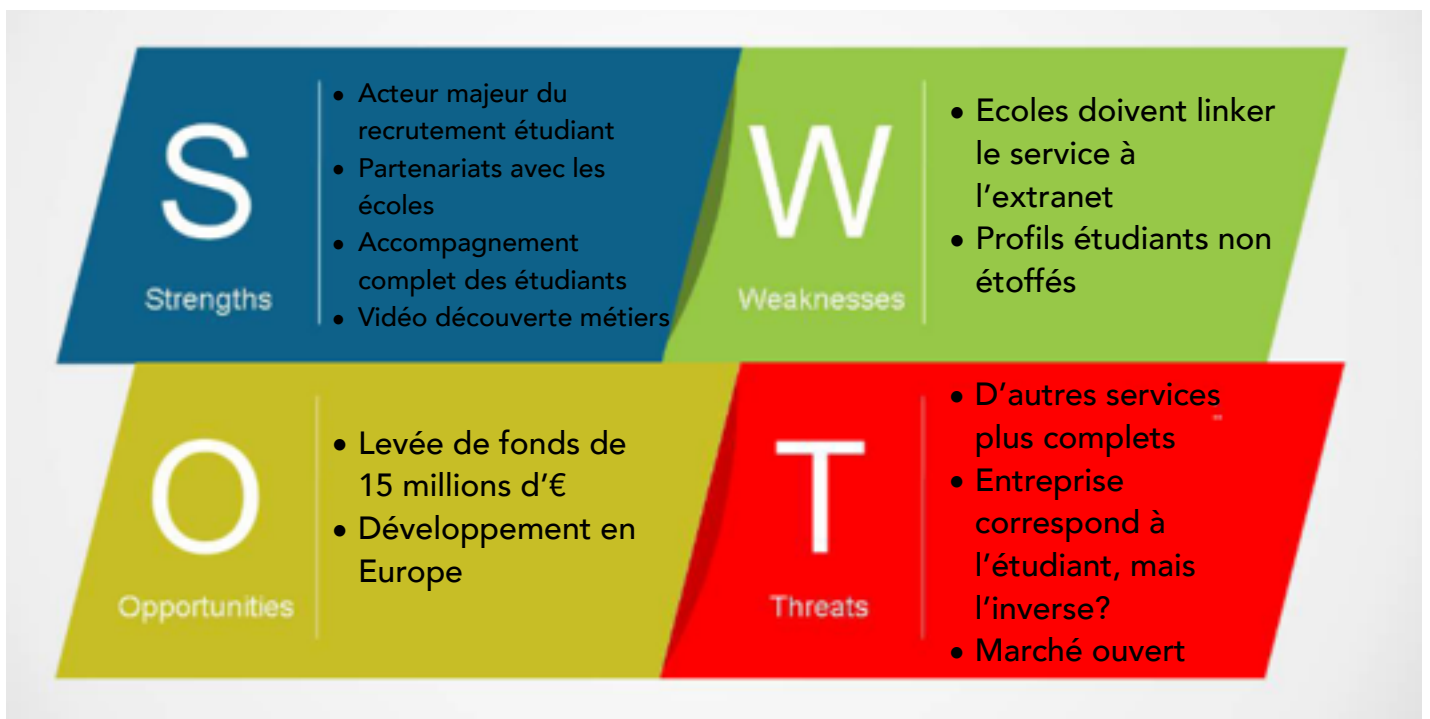 S
Strengths
• Acteur majeur du
recrutement étudiant
• Partenariats avec les
écoles
• Accompagnement
complet des étudiants
• Vidéo découverte métiers
W
Weaknesses
• Ecoles doivent linker
le service à
l’extranet
• Profils étudiants non
étoffés
O
Opportunities
• Levée de fonds de
15 millions d’€
• Développement en
Europe
T
Threats
• D’autres services
plus complets
• Entreprise
correspond à
l’étudiant, mais
l’inverse?
• Marché ouvert